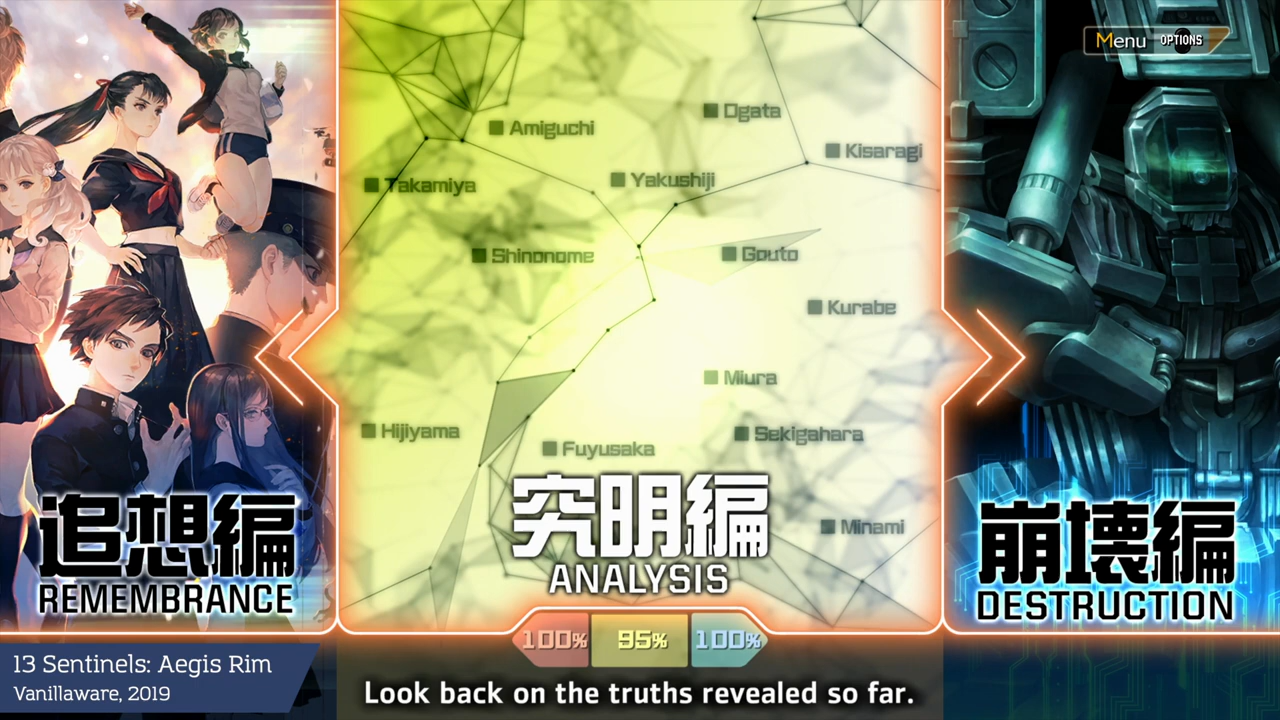 Menu OPTIONS
Ogata
Amiguchi
Kisaragi
Takamiya
Yakushiji
Shinonome
Gouto
Kurabe
Miura
Hijiyama
Sekigahara
Fuyusaka
Minami
追想編
REMEMBRANCE
究明編
ANALYSIS
崩壊編
DESTRUCTION
100% 95% 100%
Look back on the truths revealed so far.
13 Sentinels: Aegis Rim
Vanillaware, 2019